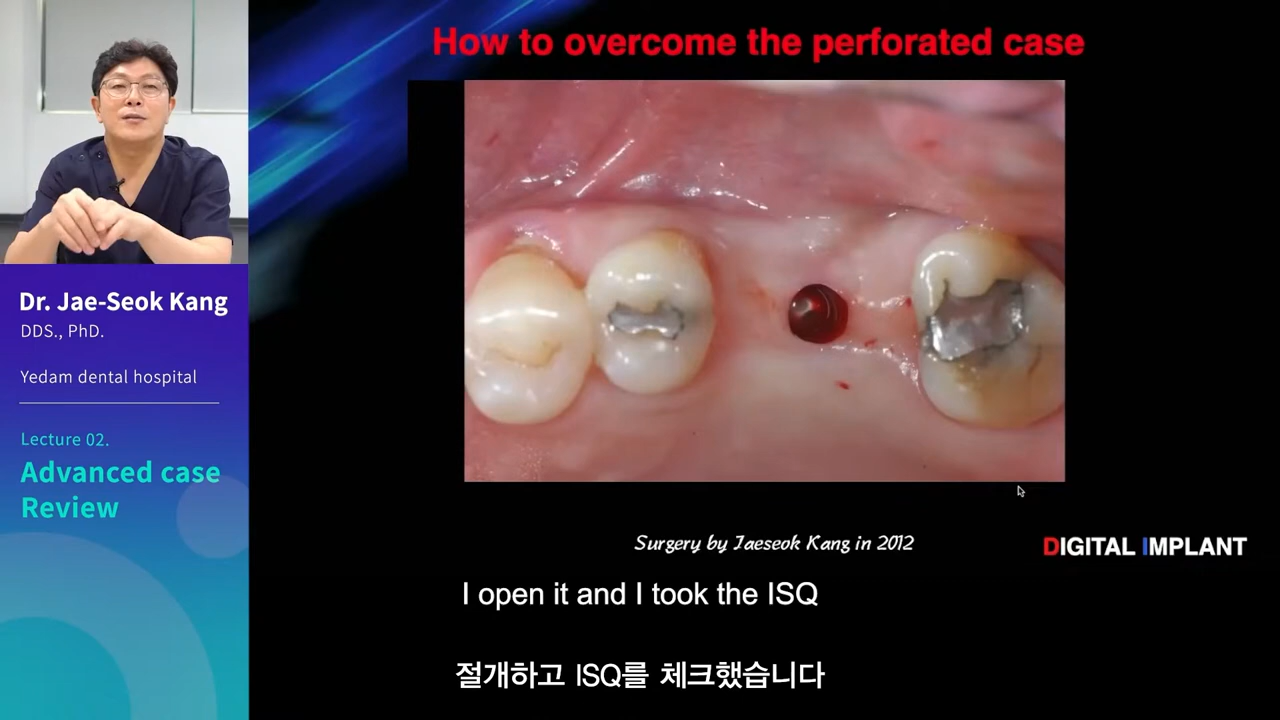 How to overcome the perforated case
Dr. Jae-Seok Kang
DDS., PhD.
Yedam dental hospital
Lecture 02.
Advanced case
Review
Surgery by Jaeseok Kang in 2012
DIGITAL IMPLANT
I open it and I took the ISQ
절개하고 ISQ를 체크했습니다